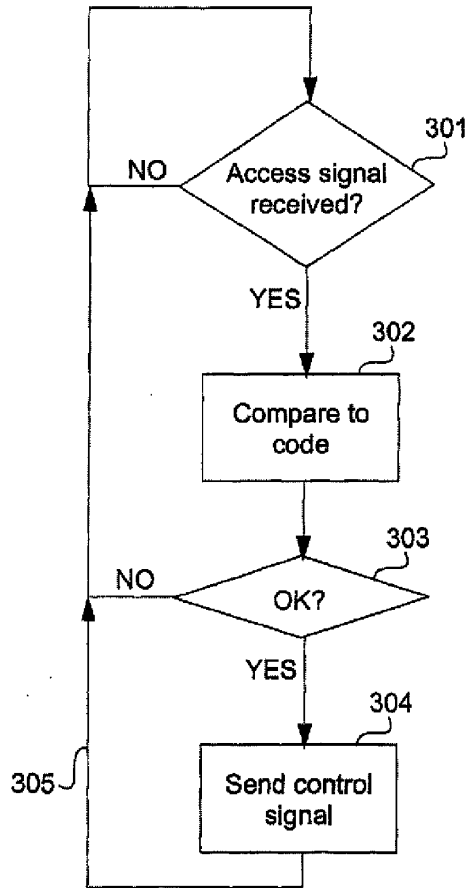 301
Access signal
received?
NO
YES
302
Compare to
code
303
OK?
NO
YES
304
Send control
signal
305